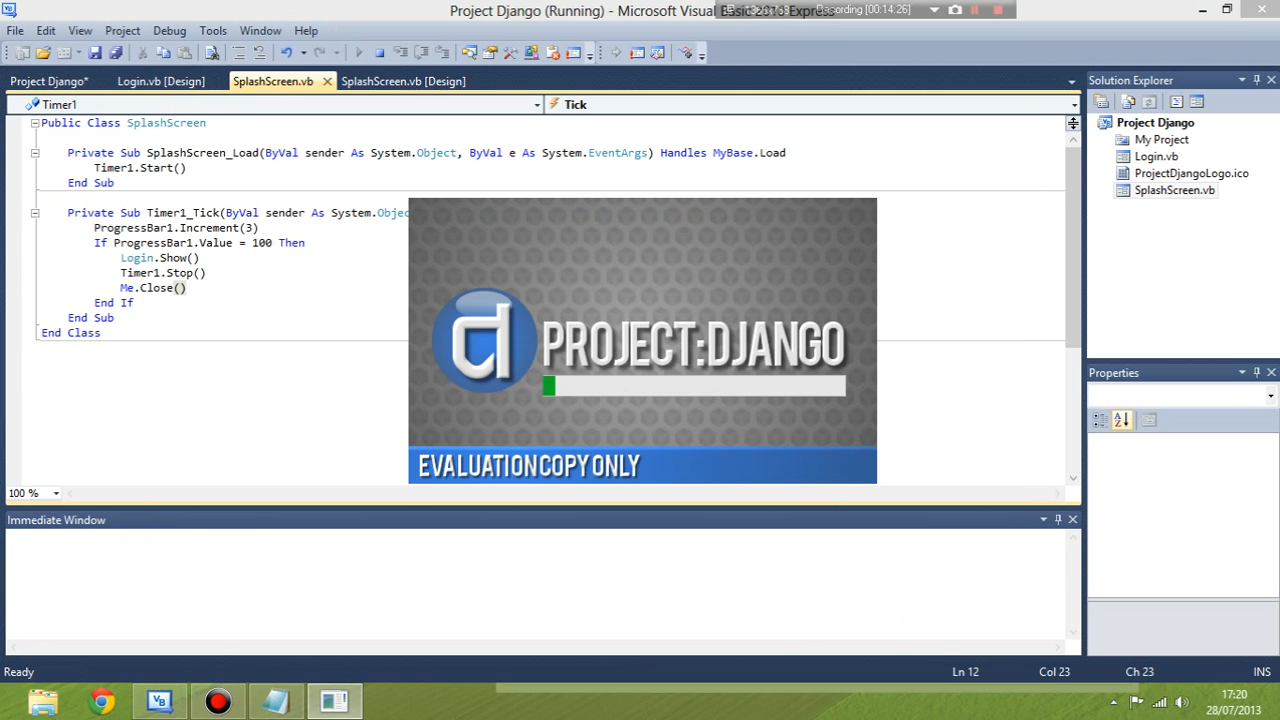 Project Django (Running) - Microsoft Visual Basic 2010 Express
Recording [00:14:26]
File Edit View Project Debug Tools Window Help
Project Django* Login.vb [Design] SplashScreen.vb SplashScreen.vb [Design]
Timer1 Tick
Public Class SplashScreen
Private Sub SplashScreen_Load(ByVal sender As System.Object, ByVal e As System.EventArgs) Handles MyBase.Load
Timer1.Start()
End Sub
Private Sub Timer1_Tick(ByVal sender As System.Objec
ProgressBar1.Increment(3)
If ProgressBar1.Value = 100 Then
Login.Show()
Timer1.Stop()
Me.Close()
End If
End Sub
End Class
d PROJECT:DJANGO
EVALUATION COPY ONLY
100 %
Immediate Window
Solution Explorer
Project Django
My Project
Login.vb
ProjectDjangoLogo.ico
SplashScreen.vb
Properties
Ready Ln 12 Col 23 Ch 23 INS
17:20
28/07/2013